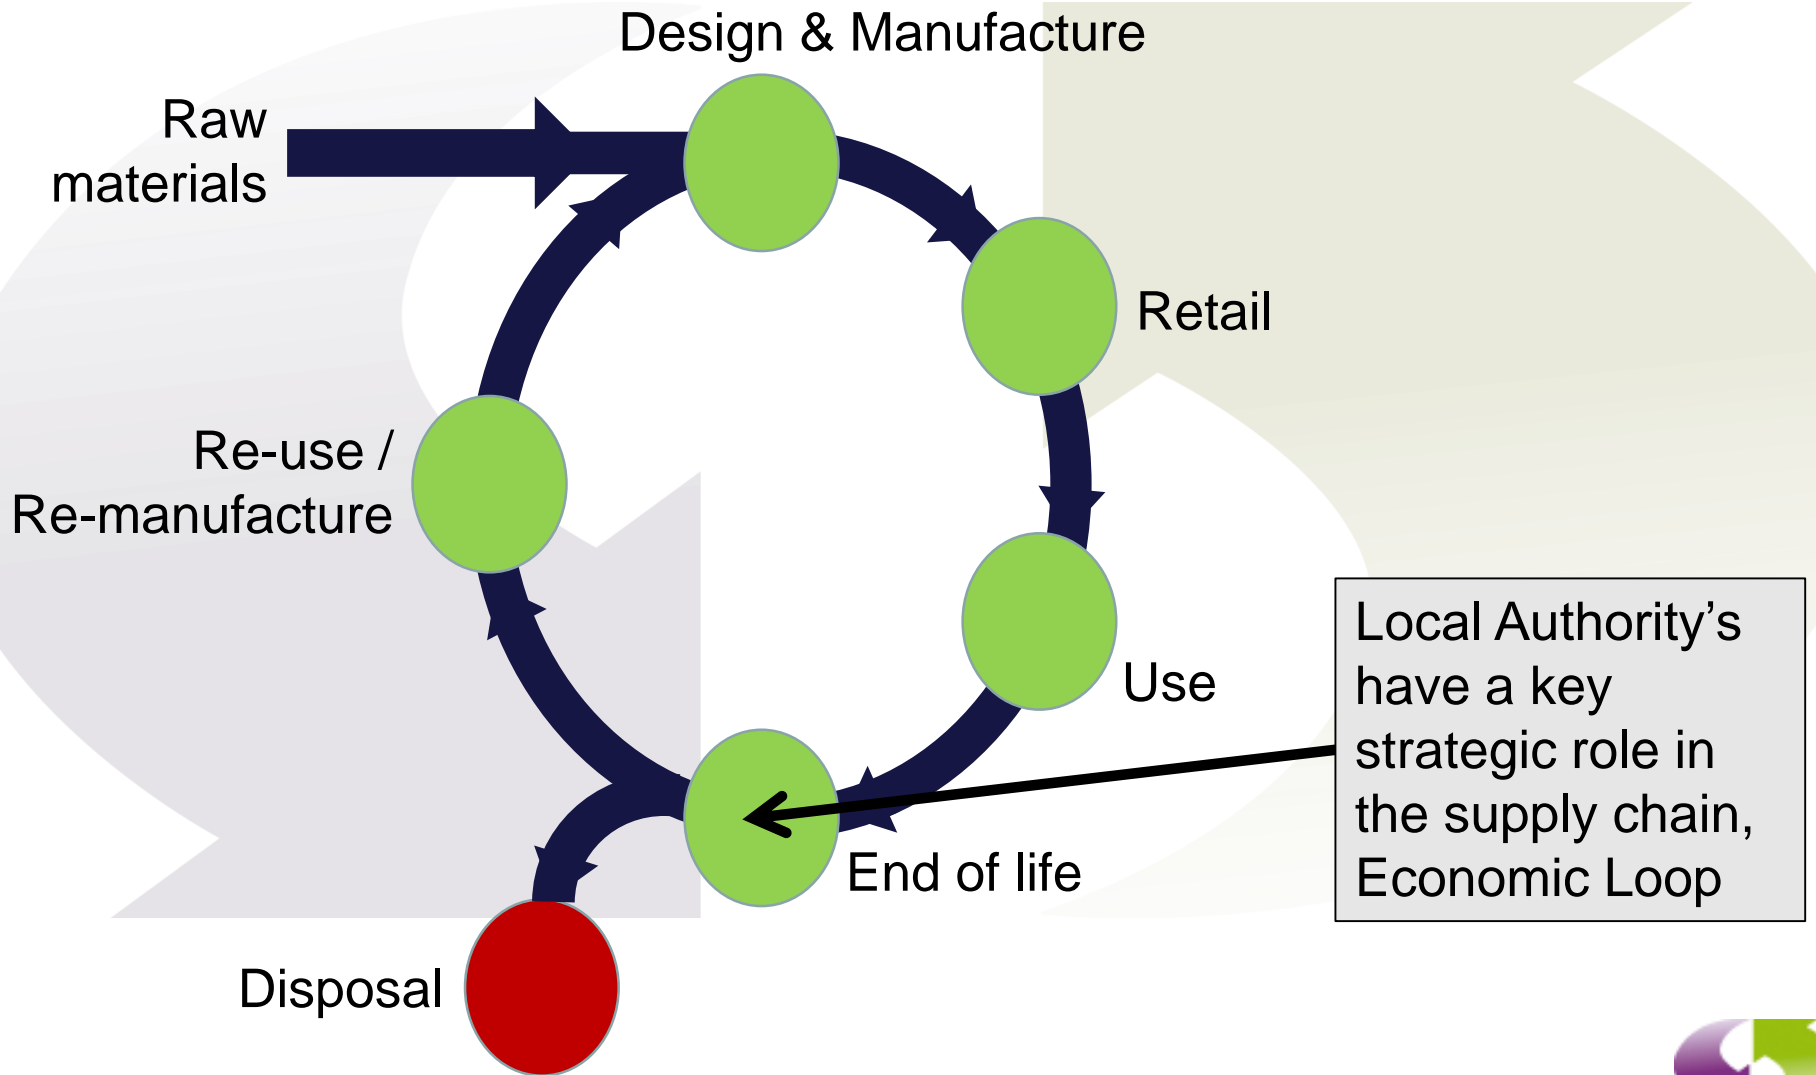 Design & Manufacture
Raw
materials
Retail
Re-use /
Re-manufacture
Use
Local Authority’s
have a key
strategic role in
the supply chain,
Economic Loop
End of life
Disposal